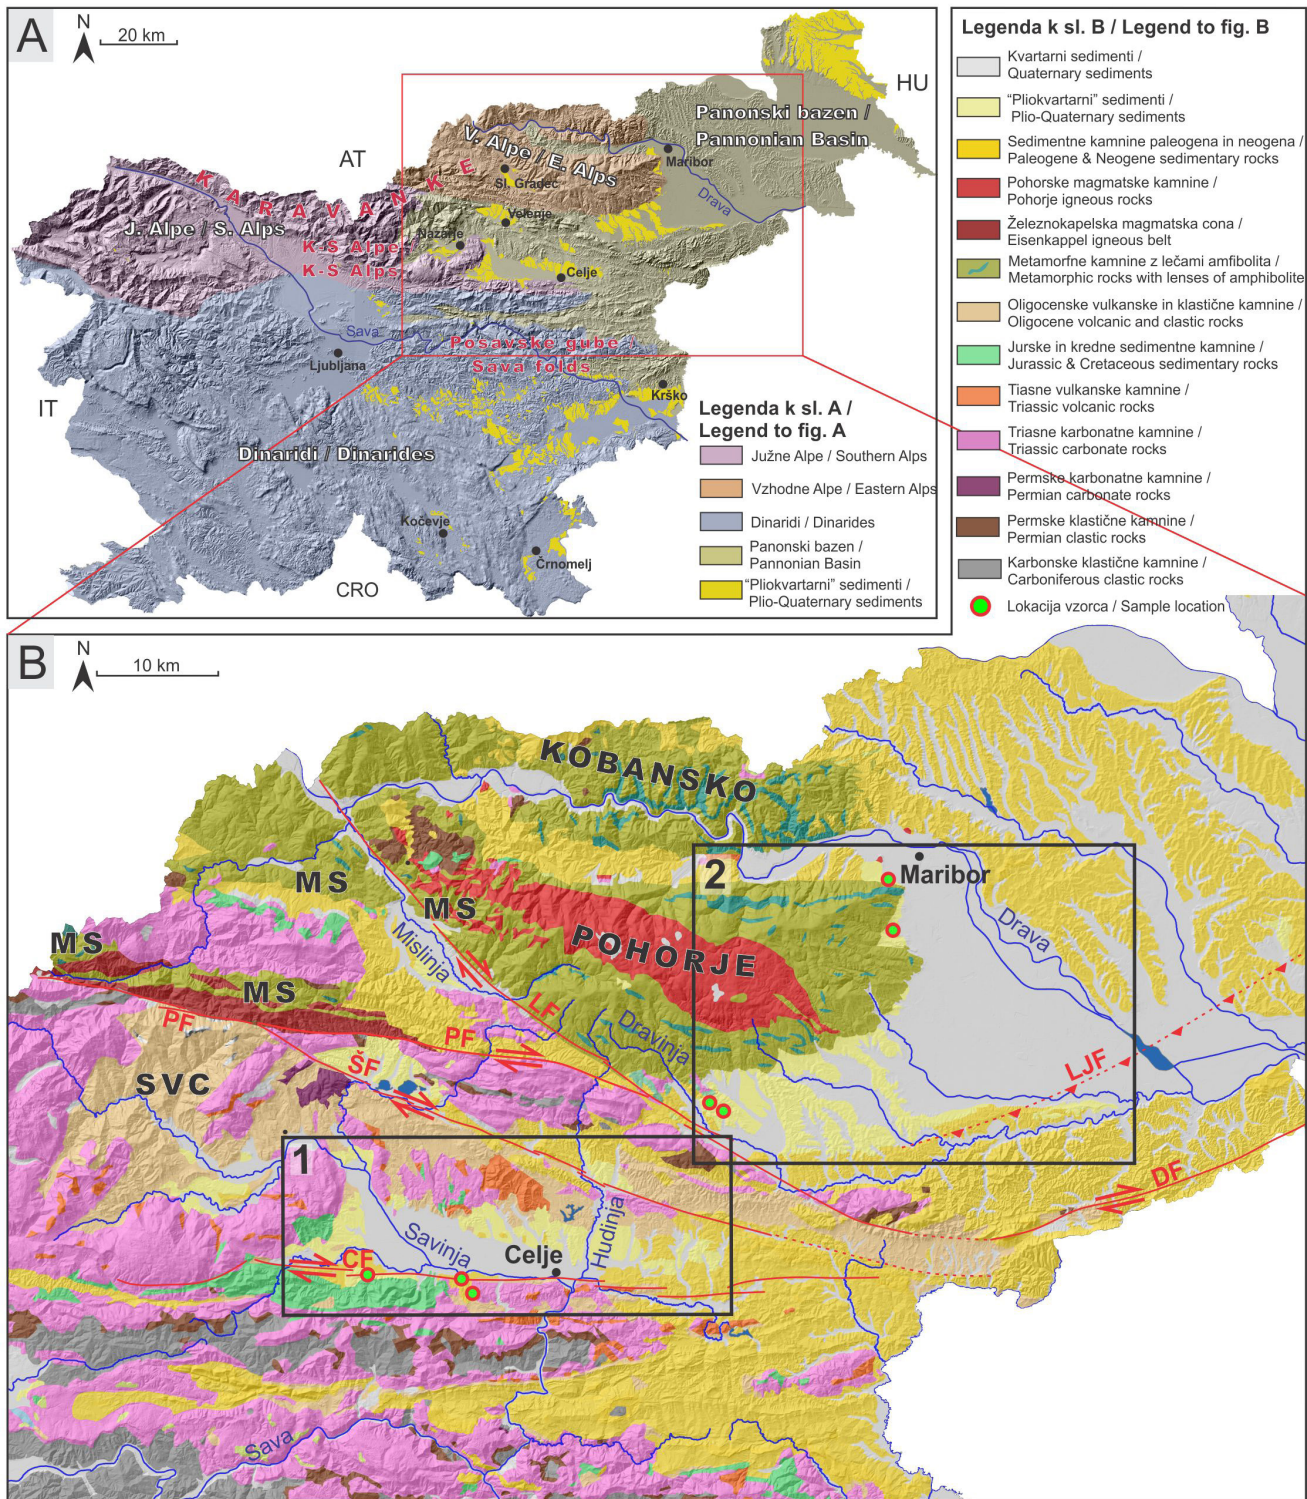 A
N
20 km
HU
Panonski bazen /
Pannonian Basin
V. Alpe / E. Alps
Maribor
AT
Sl. Gradec
Drava
KARAVANKE
Velenje
J. Alpe / S. Alps
Nazarje
K-S Alpe /
K-S Alps
Celje
Sava
Posavske gube /
Sava folds
Ljubljana
Krško
IT
Dinaridi / Dinarides
Kočevje
Črnomelj
CRO
Legenda k sl. A /
Legend to fig. A
Južne Alpe / Southern Alps
Vzhodne Alpe / Eastern Alps
Dinaridi / Dinarides
Panonski bazen /
Pannonian Basin
"Pliokvartarni" sedimenti /
Plio-Quaternary sediments
Legenda k sl. B / Legend to fig. B
Kvartarni sedimenti /
Quaternary sediments
"Pliokvartarni" sedimenti /
Plio-Quaternary sediments
Sedimentne kamnine paleogena in neogena /
Paleogene & Neogene sedimentary rocks
Pohorske magmatske kamnine /
Pohorje igneous rocks
Železnokapelska magmatska cona /
Eisenkappel igneous belt
Metamorfne kamnine z lečami amfibolita /
Metamorphic rocks with lenses of amphibolite
Oligocenske vulkanske in klastične kamnine /
Oligocene volcanic and clastic rocks
Jurske in kredne sedimentne kamnine /
Jurassic & Cretaceous sedimentary rocks
Tiasne vulkanske kamnine /
Triassic volcanic rocks
Triasne karbonatne kamnine /
Triassic carbonate rocks
Permske karbonatne kamnine /
Permian carbonate rocks
Permske klastične kamnine /
Permian clastic rocks
Karbonske klastične kamnine /
Carboniferous clastic rocks
Lokacija vzorca / Sample location
B
N
10 km
KOBANSKO
2
Maribor
MS
MS
Drava
MS
Mislinja
POHORJE
MS
LF
PF
PF
Dravinja
LJF
ŠF
SVC
1
DF
Hudinja
Savinja
Celje
CF
Sava